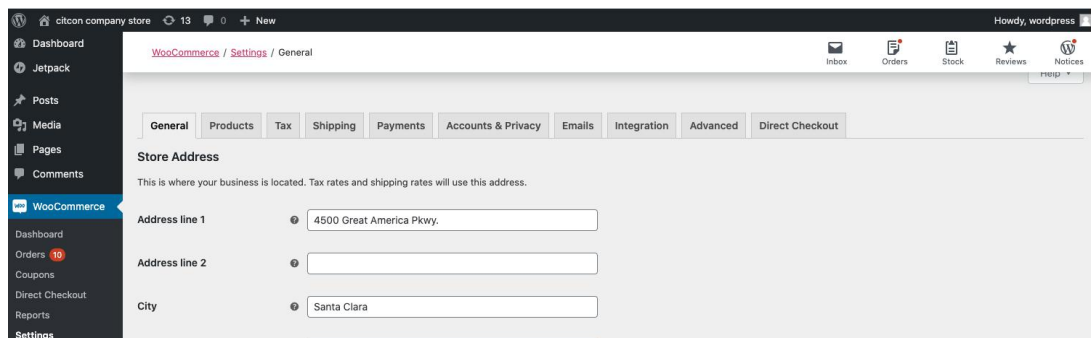 citcon company store 13 0 + New Howdy, wordpress
Dashboard
Jetpack
Posts
Media
Pages
Comments
WooCommerce
Dashboard
Orders 10
Coupons
Direct Checkout
Reports
Settings
WooCommerce / Settings / General
Inbox Orders Stock Reviews Notices
Help
General Products Tax Shipping Payments Accounts & Privacy Emails Integration Advanced Direct Checkout
Store Address
This is where your business is located. Tax rates and shipping rates will use this address.
Address line 1 4500 Great America Pkwy.
Address line 2
City Santa Clara